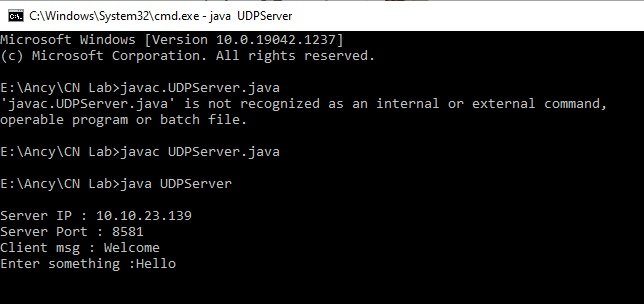 C:\Windows\System32\cmd.exe - java  UDPServer
Microsoft Windows [Version 10.0.19042.1237]
(c) Microsoft Corporation. All rights reserved.
E:\Ancy\CN Lab>javac.UDPServer.java
'javac.UDPServer.java' is not recognized as an internal or external command,
operable program or batch file.
E:\Ancy\CN Lab>javac UDPServer.java
E:\Ancy\CN Lab>java UDPServer
Server IP : 10.10.23.139
Server Port : 8581
Client msg : Welcome
Enter something :Hello